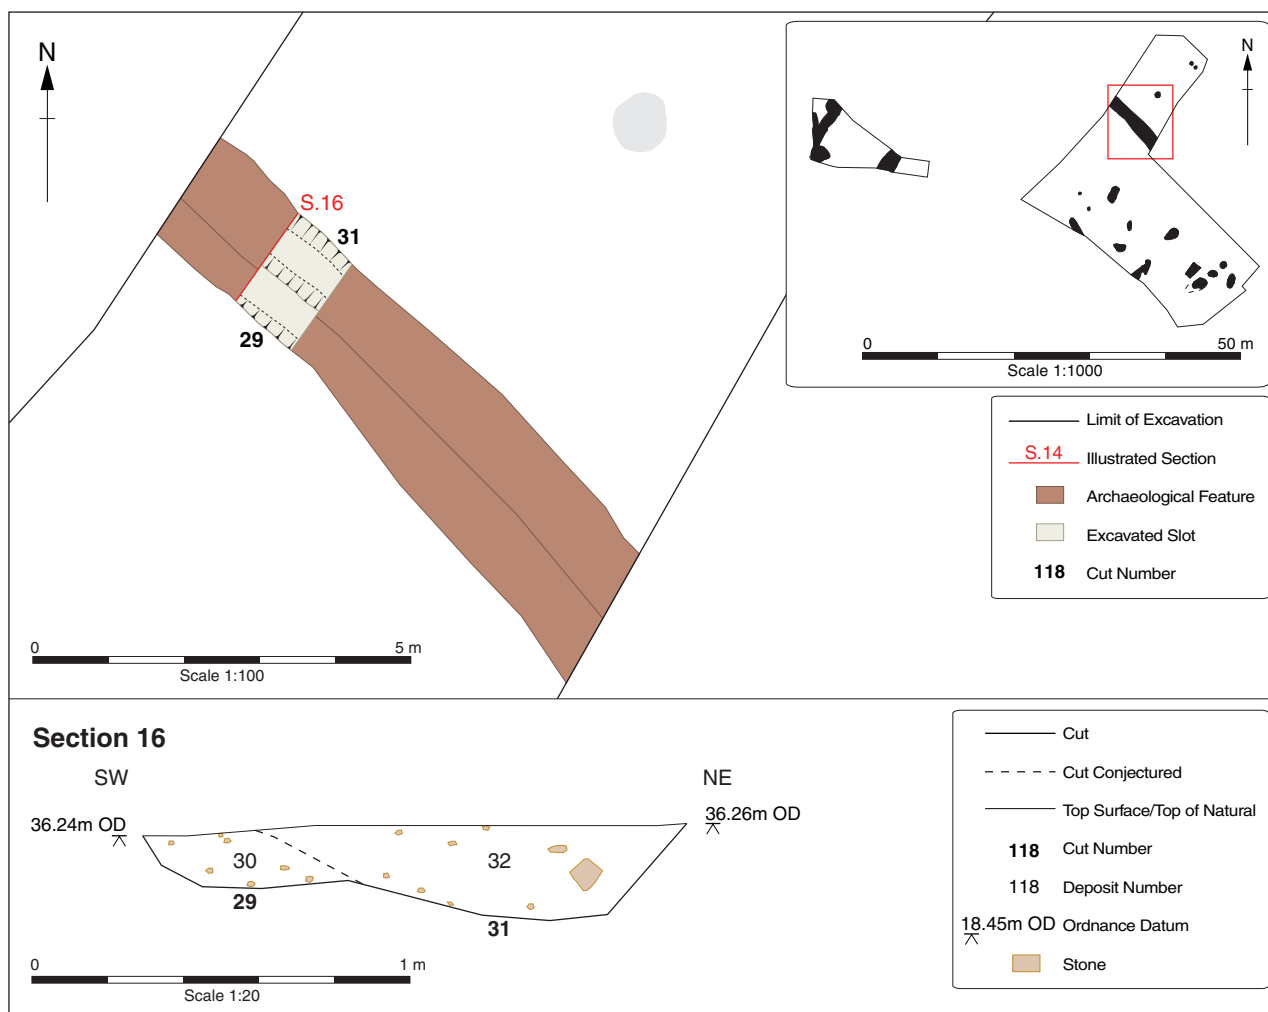 N
S.16
31
29
0 5 m
Scale 1:100
N
0 50 m
Scale 1:1000
Limit of Excavation
S.14 Illustrated Section
Archaeological Feature
Excavated Slot
118 Cut Number
Section 16
SW NE
36.24m OD 36.26m OD
30 32
29
31
0 1 m
Scale 1:20
Cut
Cut Conjectured
Top Surface/Top of Natural
118 Cut Number
118 Deposit Number
18.45m OD Ordnance Datum
Stone